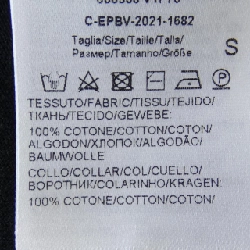 C-EPBV-2021-1682
Taglia/Size/Taille/Talla/
Размер/Tamanho/Größe
S
TESSUTO/FABRIC/TISSU/TEJIDO/
ТКАНЬ/TECIDO/GEWEBE:
100% COTONE/COTTON/COTON/
ALGODON/ХЛОПОК/ALGODÃO/
BAUMWOLLE
COLLO/COLLAR/COL/CUELLO/
ВОРОТНИК/COLARINHO/KRAGEN:
100% COTONE/COTTON/COTON/